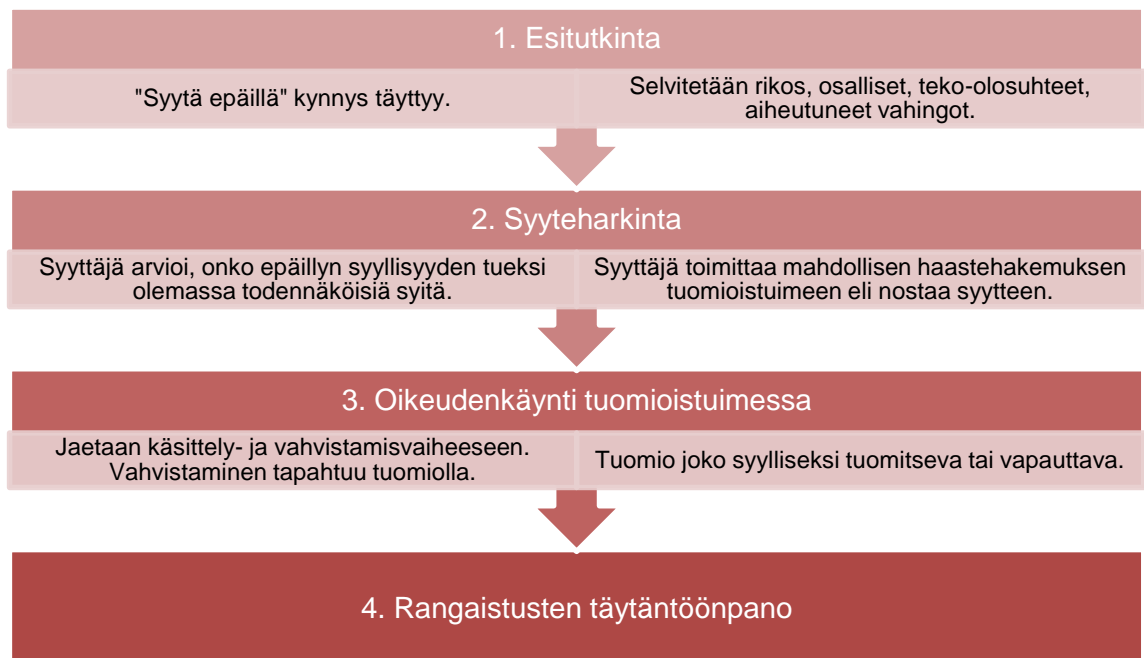 1. Esitutkinta
"Syytä epäillä" kynnys täyttyy.
Selvitetään rikos, osalliset, teko-olosuhteet,
aiheutuneet vahingot.
2. Syyteharkinta
Syyttäjä arvioi, onko epäillyn syyllisyyden tueksi
olemassa todennäköisiä syitä.
Syyttäjä toimittaa mahdollisen haastehakemuksen
tuomioistuimeen eli nostaa syytteen.
3. Oikeudenkäynti tuomioistuimessa
Jaetaan käsittely- ja vahvistamisvaiheeseen.
Vahvistaminen tapahtuu tuomiolla.
Tuomio joko syylliseksi tuomitseva tai vapauttava.
4. Rangaistusten täytäntöönpano